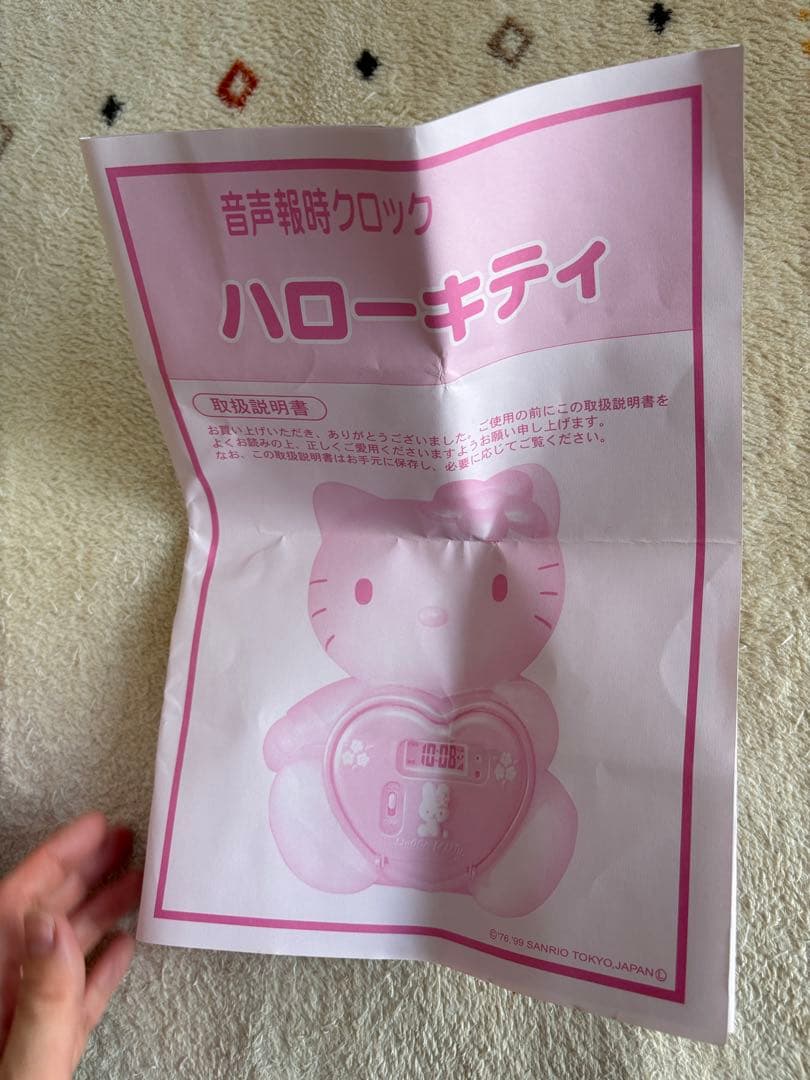 音声報時クロック
ハローキティ
取扱説明書
お買い上げいただき、ありがとうございました。ご使用の前にこの取扱説明書を
よくお読みの上、正しくご愛用くださいますようお願い申し上げます。
なお、この取扱説明書はお手元に保存し、必要に応じてご覧ください。
10:08
©'76,'99 SANRIO TOKYO,JAPAN Ⓛ